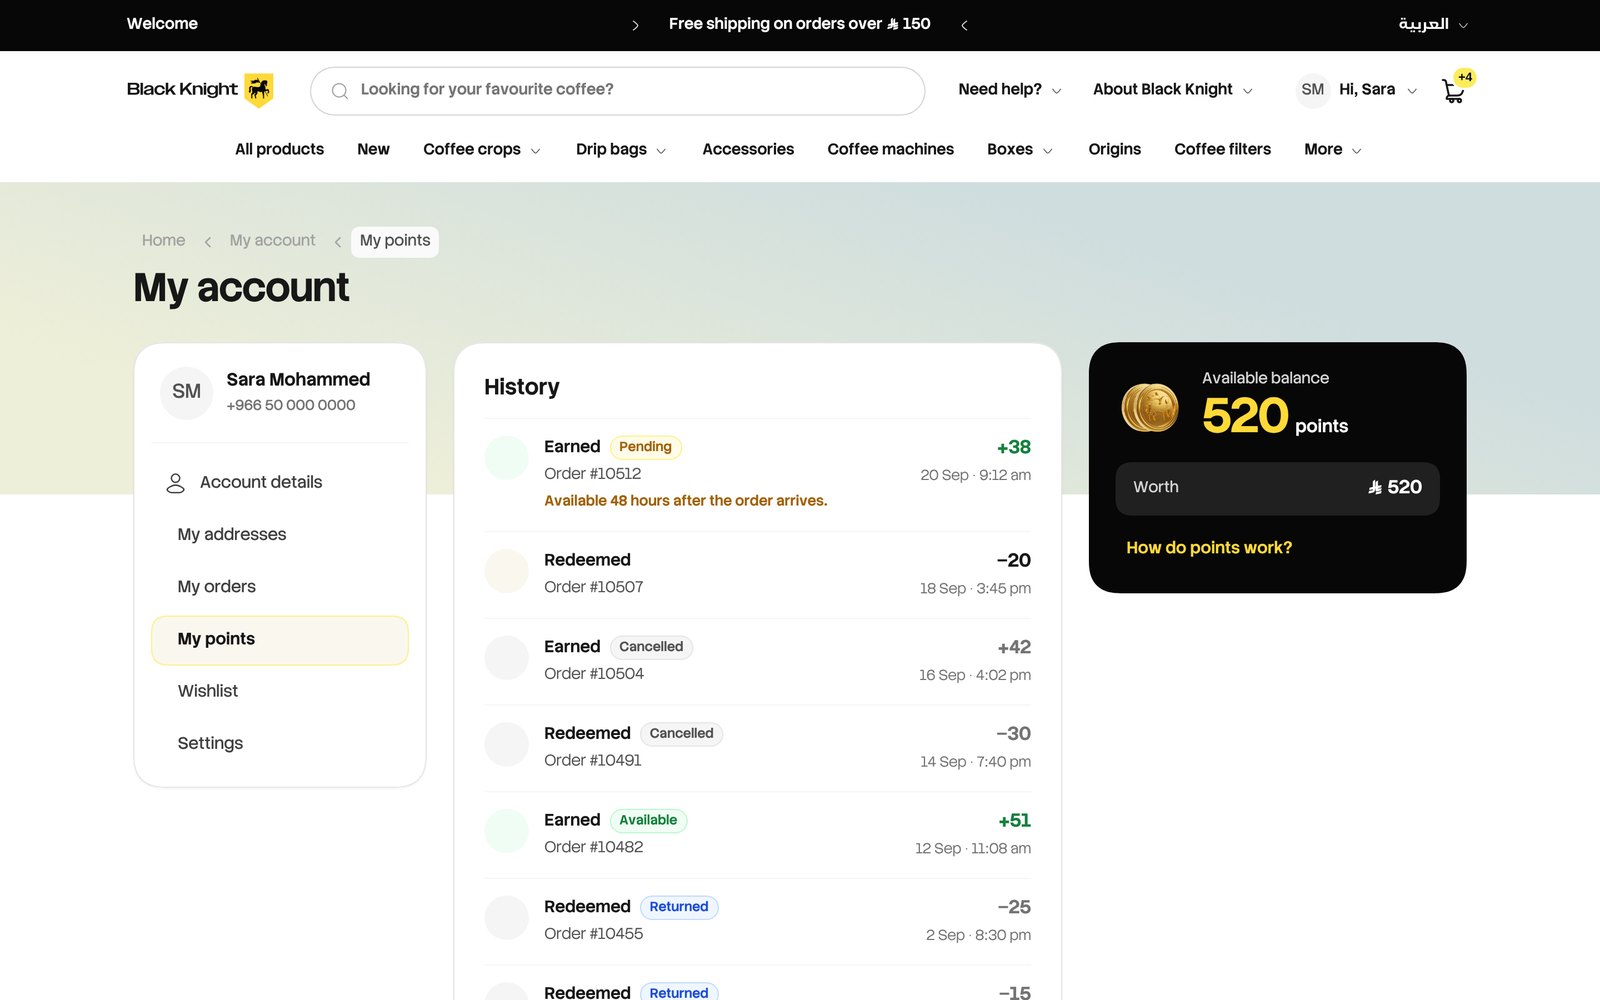 Welcome
Free shipping on orders over 150
العربية
Black Knight
Looking for your favourite coffee?
Need help?
About Black Knight
SM
Hi, Sara
+4
All products
New
Coffee crops
Drip bags
Accessories
Coffee machines
Boxes
Origins
Coffee filters
More
Home
My account
My points
My account
SM
Sara Mohammed
+966 50 000 0000
Account details
My addresses
My orders
My points
Wishlist
Settings
History
Earned Pending +38
Order #10512 20 Sep · 9:12 am
Available 48 hours after the order arrives.
Redeemed −20
Order #10507 18 Sep · 3:45 pm
Earned Cancelled +42
Order #10504 16 Sep · 4:02 pm
Redeemed Cancelled −30
Order #10491 14 Sep · 7:40 pm
Earned Available +51
Order #10482 12 Sep · 11:08 am
Redeemed Returned −25
Order #10455 2 Sep · 8:30 pm
Redeemed Returned −15
Available balance
520 points
Worth 520
How do points work?